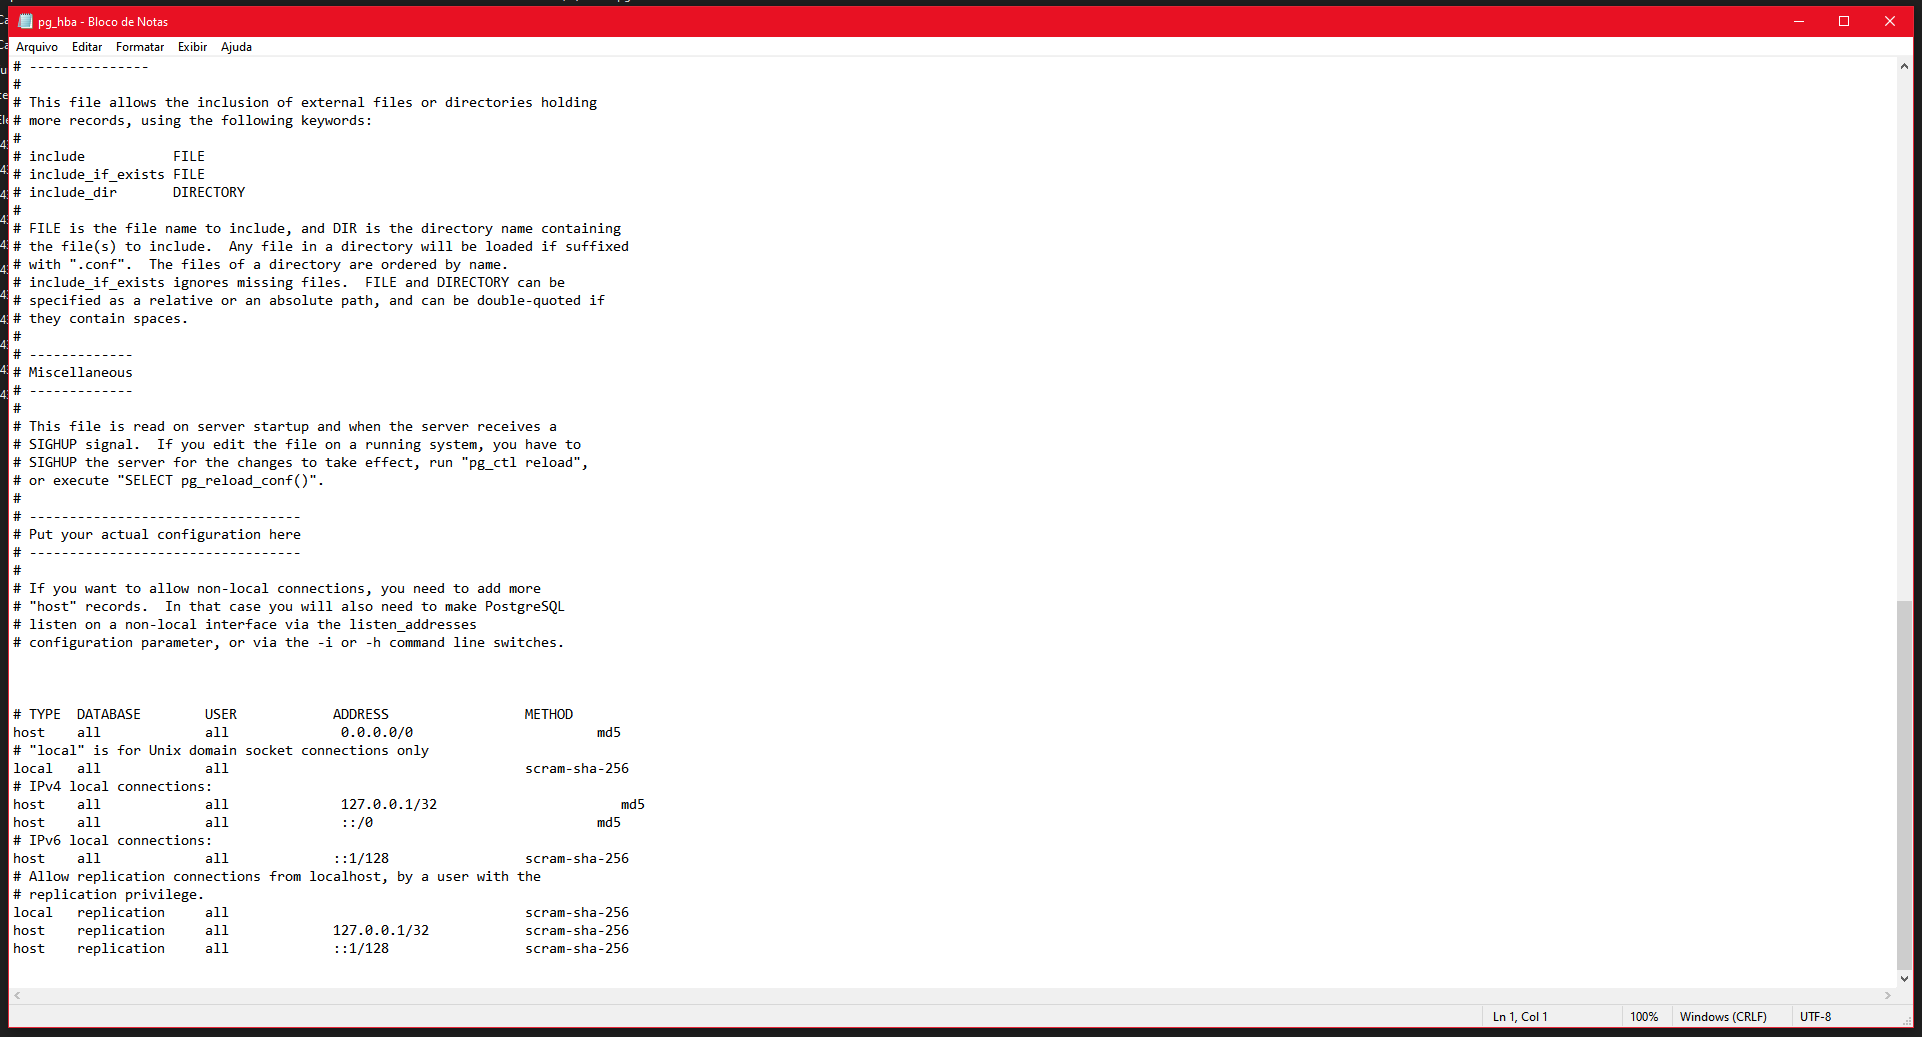 pg_hba - Bloco de Notas
Arquivo Editar Formatar Exibir Ajuda
# ---------------
#
# This file allows the inclusion of external files or directories holding
# more records, using the following keywords:
#
# include           FILE
# include_if_exists FILE
# include_dir       DIRECTORY
#
# FILE is the file name to include, and DIR is the directory name containing
# the file(s) to include.  Any file in a directory will be loaded if suffixed
# with ".conf".  The files of a directory are ordered by name.
# include_if_exists ignores missing files.  FILE and DIRECTORY can be
# specified as a relative or an absolute path, and can be double-quoted if
# they contain spaces.
#
# -------------
# Miscellaneous
# -------------
#
# This file is read on server startup and when the server receives a
# SIGHUP signal.  If you edit the file on a running system, you have to
# SIGHUP the server for the changes to take effect, run "pg_ctl reload",
# or execute "SELECT pg_reload_conf()".
#
# ----------------------------------
# Put your actual configuration here
# ----------------------------------
#
# If you want to allow non-local connections, you need to add more
# "host" records.  In that case you will also need to make PostgreSQL
# listen on a non-local interface via the listen_addresses
# configuration parameter, or via the -i or -h command line switches.
# TYPE  DATABASE        USER            ADDRESS                 METHOD
host    all             all              0.0.0.0/0                       md5
# "local" is for Unix domain socket connections only
local   all             all                                     scram-sha-256
# IPv4 local connections:
host    all             all              127.0.0.1/32                       md5
host    all             all              ::/0                            md5
# IPv6 local connections:
host    all             all             ::1/128                 scram-sha-256
# Allow replication connections from localhost, by a user with the
# replication privilege.
local   replication     all                                     scram-sha-256
host    replication     all             127.0.0.1/32            scram-sha-256
host    replication     all             ::1/128                 scram-sha-256
Ln 1, Col 1 100% Windows (CRLF) UTF-8